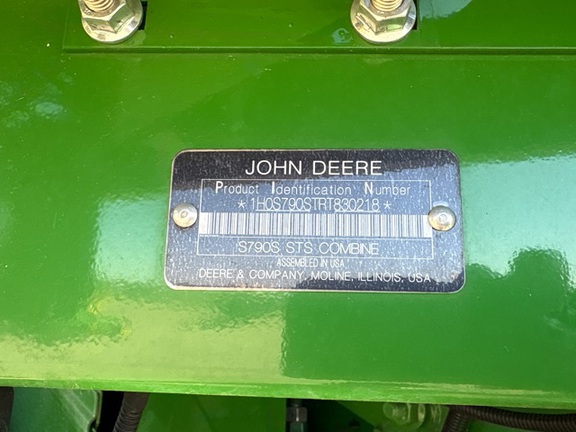 JOHN DEERE
Product Identification Number
*1H0S790STRT830218*
S790S STS COMBINE
ASSEMBLED IN USA
DEERE & COMPANY, MOLINE, ILLINOIS, USA